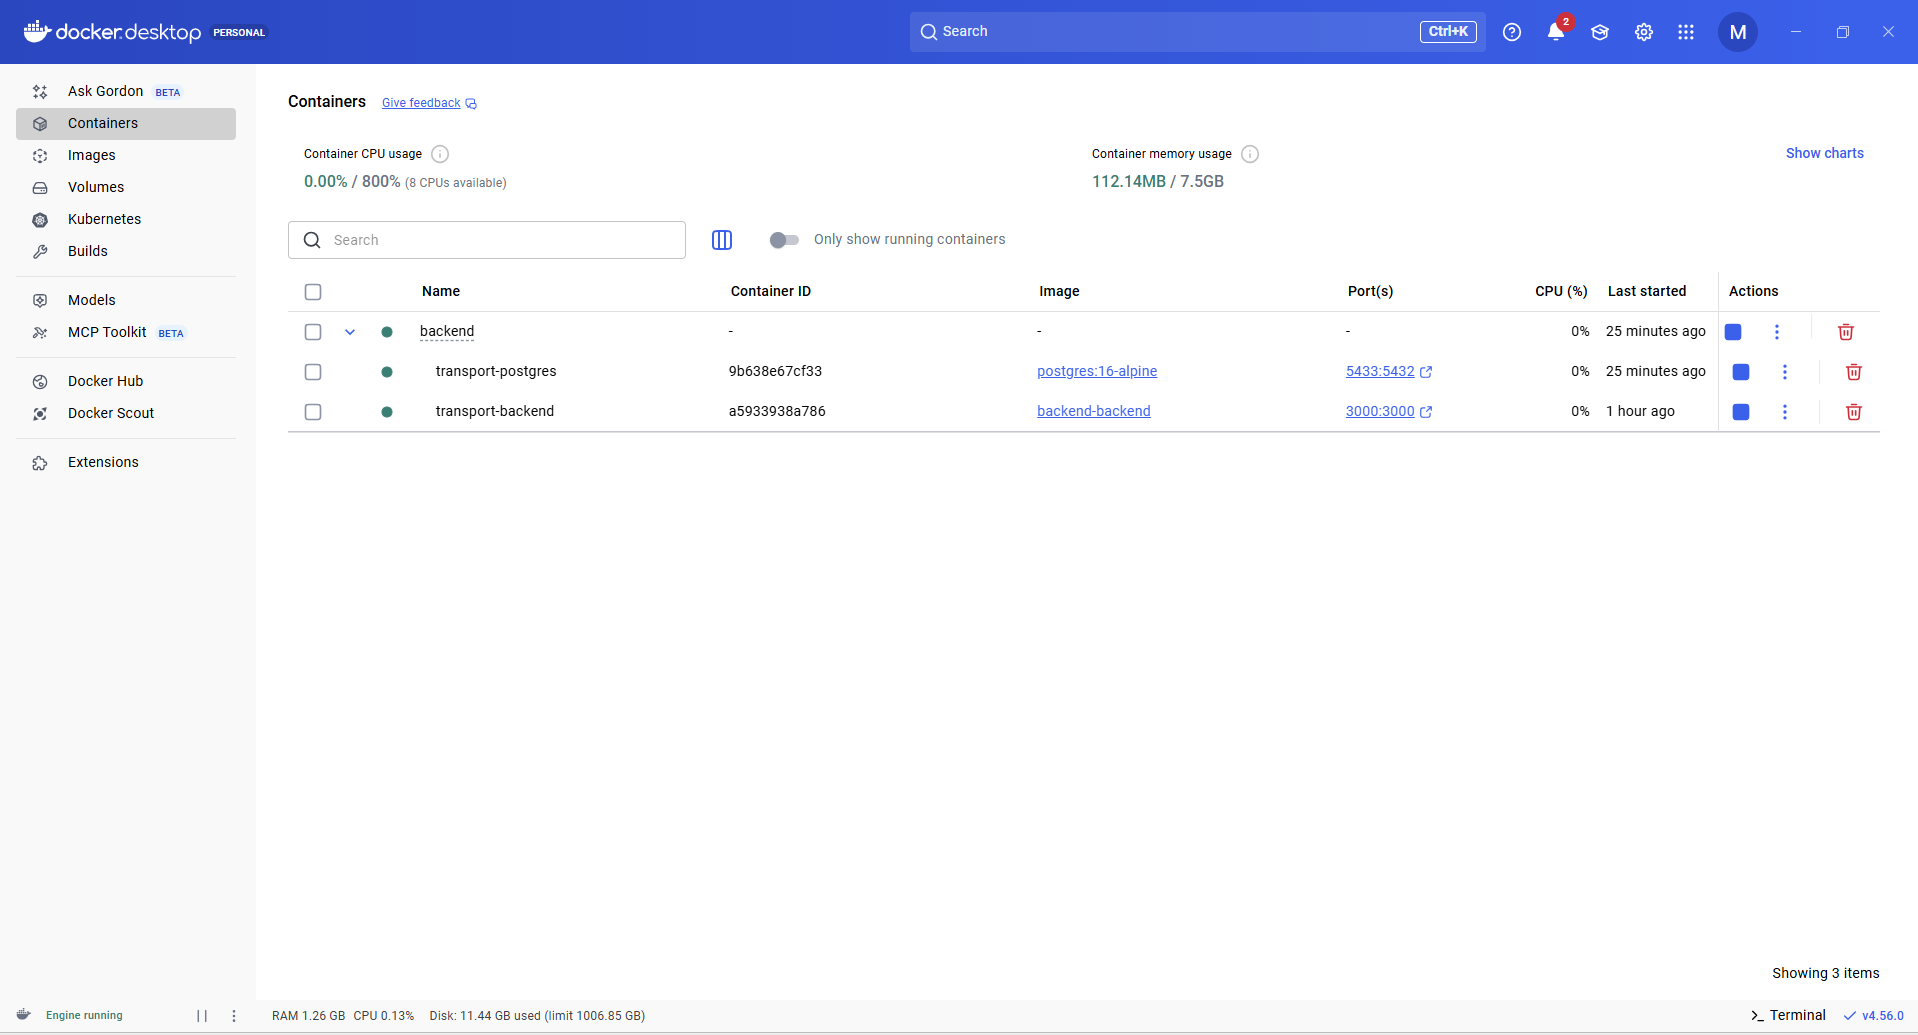 docker.desktop PERSONAL
Search Ctrl+K
2
M
Ask Gordon BETA
Containers
Images
Volumes
Kubernetes
Builds
Models
MCP Toolkit BETA
Docker Hub
Docker Scout
Extensions
Containers Give feedback
Container CPU usage
0.00% / 800% (8 CPUs available)
Container memory usage
112.14MB / 7.5GB
Show charts
Search
Only show running containers
Name Container ID Image Port(s) CPU (%) Last started Actions
backend - - - 0% 25 minutes ago
transport-postgres 9b638e67cf33 postgres:16-alpine 5433:5432 0% 25 minutes ago
transport-backend a5933938a786 backend-backend 3000:3000 0% 1 hour ago
Showing 3 items
Engine running
RAM 1.26 GB CPU 0.13% Disk: 11.44 GB used (limit 1006.85 GB)
Terminal
v4.56.0